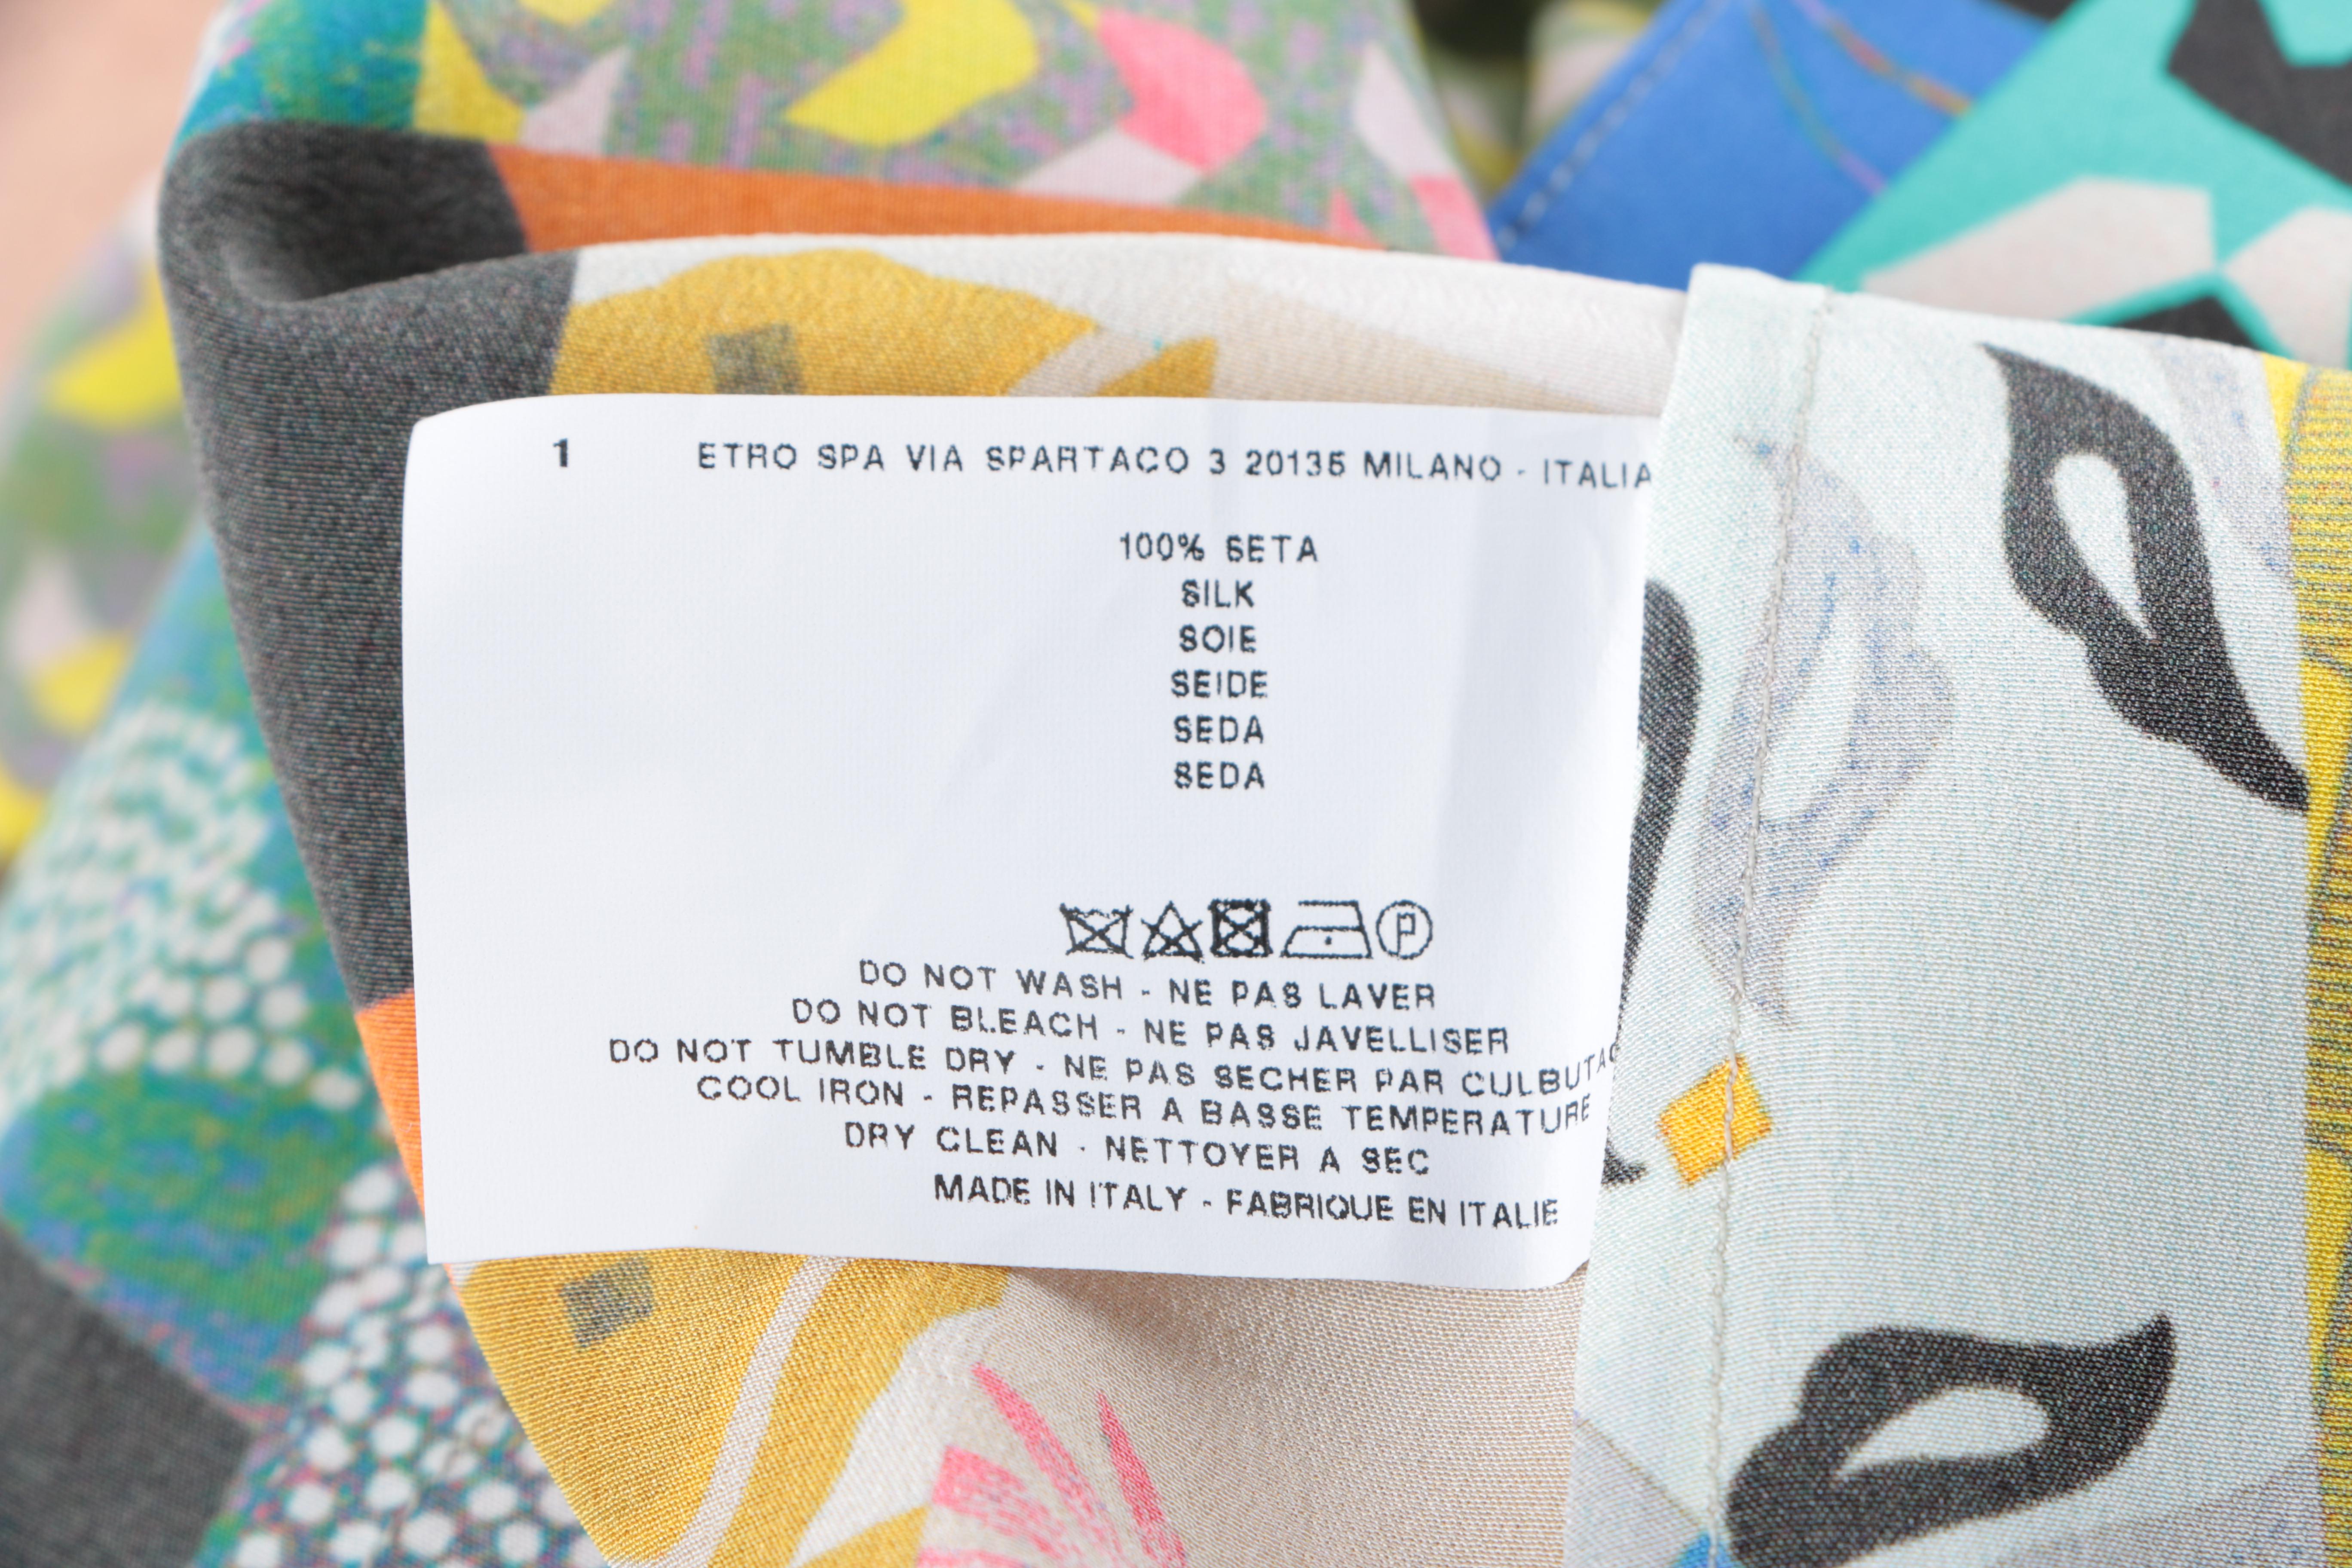 1 ETRO SPA VIA SPARTACO 3 20135 MILANO - ITALIA
100% SETA
SILK
SOIE
SEIDE
SEDA
SEDA
DO NOT WASH - NE PAS LAVER
DO NOT BLEACH - NE PAS JAVELLISER
DO NOT TUMBLE DRY - NE PAS SECHER PAR CULBUTAG
COOL IRON - REPASSER A BASSE TEMPERATURE
DRY CLEAN - NETTOYER A SEC
MADE IN ITALY - FABRIQUE EN ITALIE